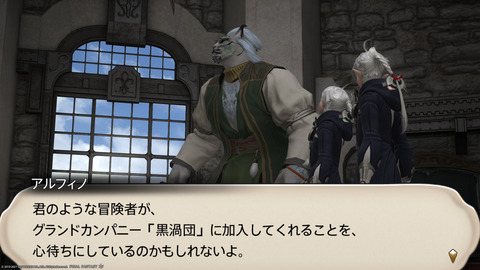 アルフィノ
君のような冒険者が、
グランドカンパニー「黒渦団」に加入してくれることを、
心待ちにしているのかもしれないよ。